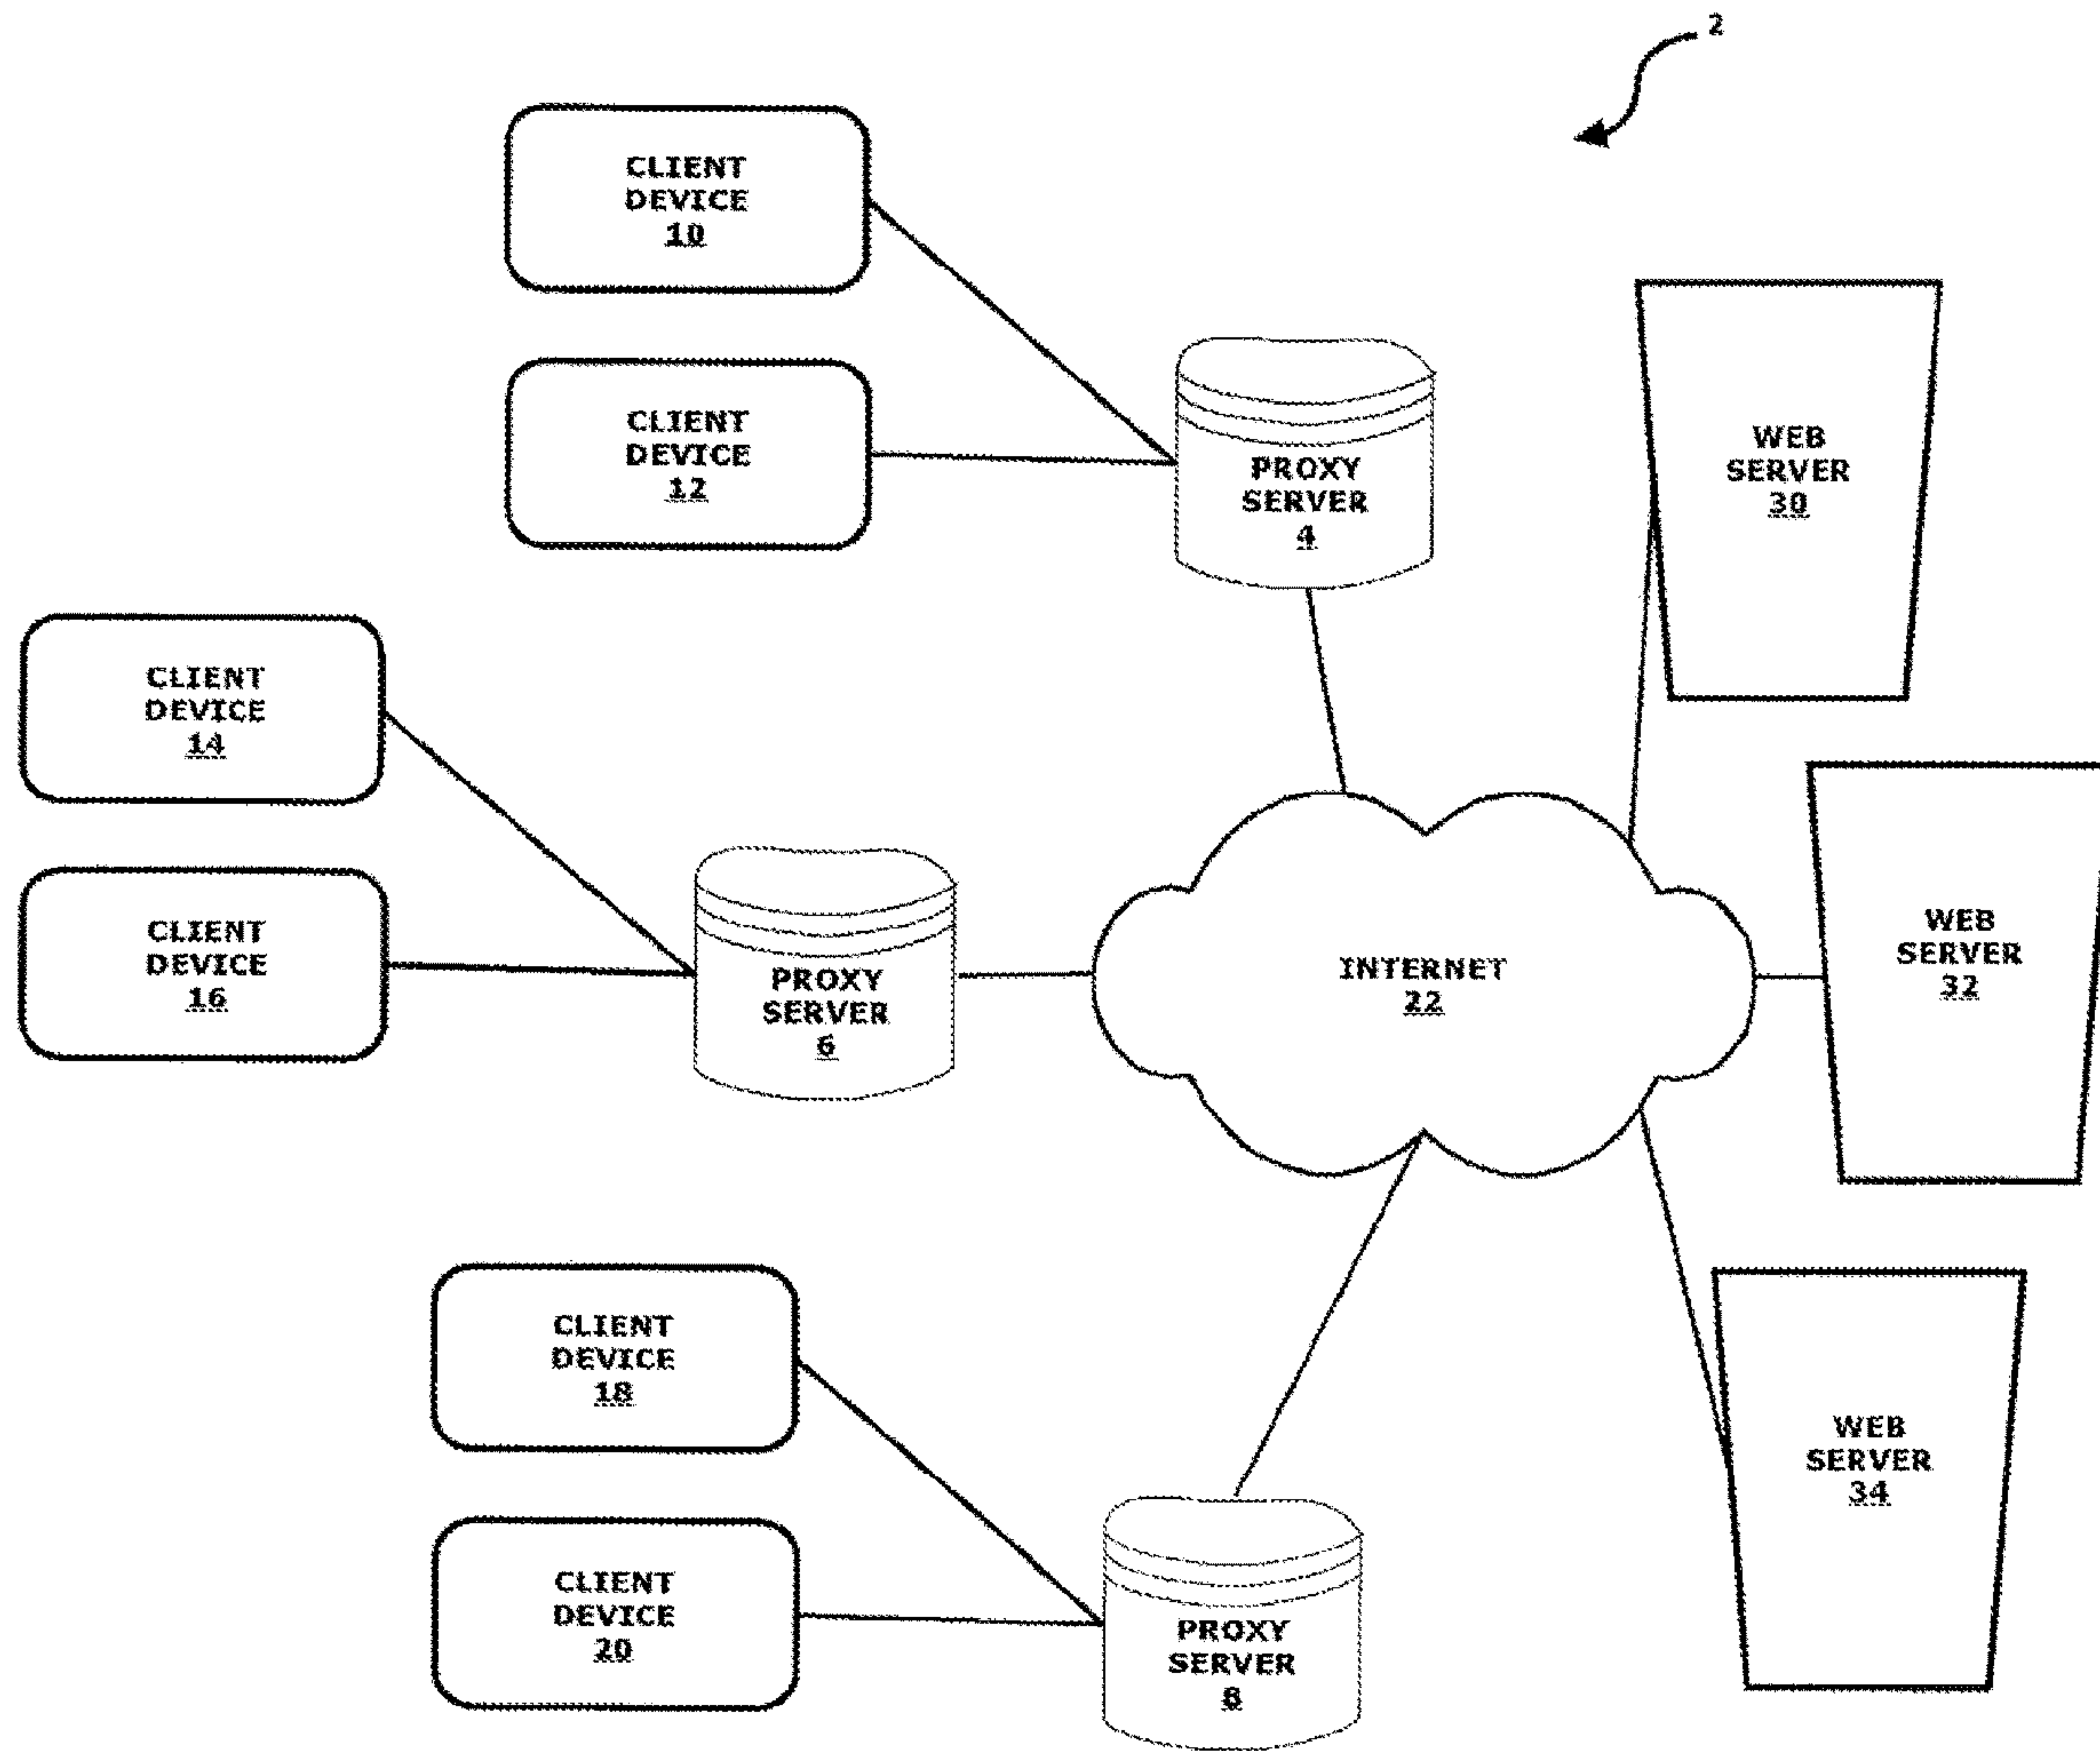 2
CLIENT
DEVICE
10
CLIENT
DEVICE
12
PROXY
SERVER
4
WEB
SERVER
30
CLIENT
DEVICE
14
CLIENT
DEVICE
16
PROXY
SERVER
6
INTERNET
22
WEB
SERVER
32
CLIENT
DEVICE
18
CLIENT
DEVICE
20
PROXY
SERVER
8
WEB
SERVER
34